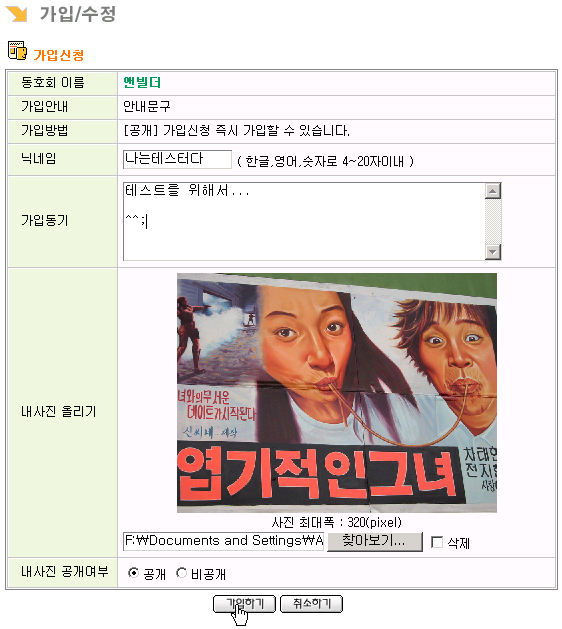 가입/수정
가입신청
동호회 이름 앤빌더
가입안내 안내문구
가입방법 [공개] 가입신청 즉시 가입할 수 있습니다.
닉네임 나는테스터다 ( 한글,영어,숫자로 4~20자이내 )
가입동기 테스트를 위해서...
^^;
내사진 올리기
녀와의무서운
데이트가시작된다
신씨네 제작
엽기적인그녀
차태현
전지현
사진 최대폭 : 320(pixel)
F:₩Documents and Settings₩A 찾아보기... 삭제
내사진 공개여부 공개 비공개
가입하기 취소하기